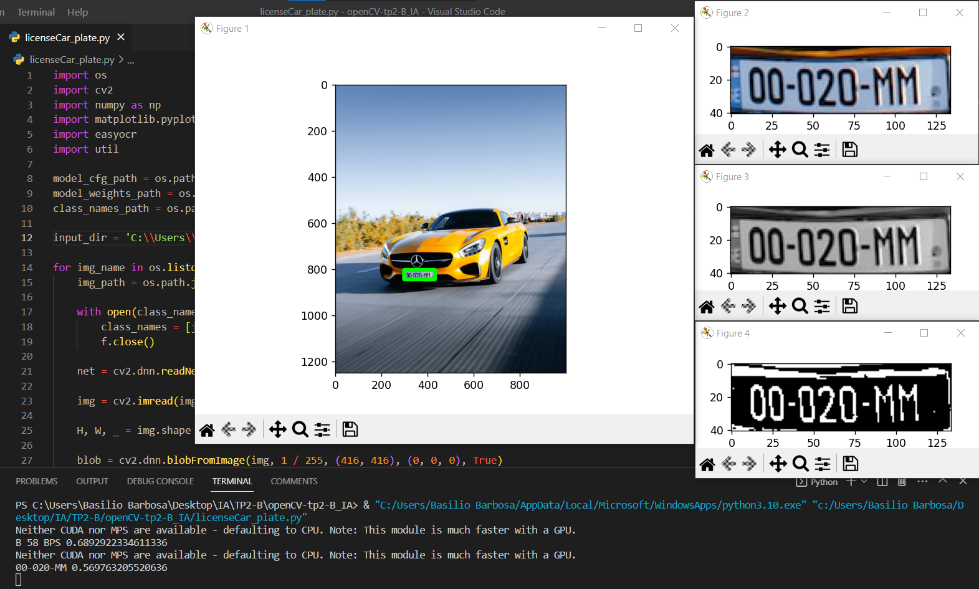 Terminal Help
licenseCar_plate.py - openCV-tp2-B_IA - Visual Studio Code
licenseCar_plate.py ×
licenseCar_plate.py > ...
1 import os
2 import cv2
3 import numpy as np
4 import matplotlib.pyplot
5 import easyocr
6 import util
7
8 model_cfg_path = os.path
9 model_weights_path = os.
10 class_names_path = os.pa
11
12 input_dir = 'C:\\Users\\
13
14 for img_name in os.listd
15 img_path = os.path.j
16
17 with open(class_name
18 class_names = [
19 f.close()
20
21 net = cv2.dnn.readNe
22
23 img = cv2.imread(img
24
25 H, W, _ = img.shape
26
27 blob = cv2.dnn.blobFromImage(img, 1 / 255, (416, 416), (0, 0, 0), True)
Figure 1
0
200
400
600
800
1000
1200
0 200 400 600 800
00-020-MM
Figure 2
0
20
40
00-020-MM
0 25 50 75 100 125
Figure 3
0
20
40
00-020-MM
0 25 50 75 100 125
Figure 4
0
20
40
00-020-MM
0 25 50 75 100 125
PROBLEMS OUTPUT DEBUG CONSOLE TERMINAL COMMENTS
Python
PS C:\Users\Basilio Barbosa\Desktop\IA\TP2-B\openCV-tp2-B_IA> & "C:/Users/Basilio Barbosa/AppData/Local/Microsoft/WindowsApps/python3.10.exe" "c:/Users/Basilio Barbosa/D
esktop/IA/TP2-B/openCV-tp2-B_IA/licenseCar_plate.py"
Neither CUDA nor MPS are available - defaulting to CPU. Note: This module is much faster with a GPU.
B 58 BPS 0.6892922334611336
Neither CUDA nor MPS are available - defaulting to CPU. Note: This module is much faster with a GPU.
00-020-MM 0.569763205520636